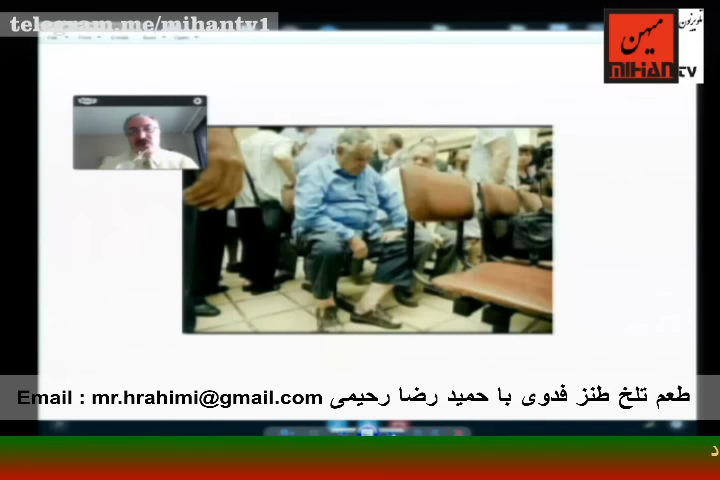 telegram.me/mihantv1
تلویزیون
میهن
MIHAN TV
طعم تلخ طنز فدوی با حمید رضا رحیمی Email : mr.hrahimi@gmail.com
د